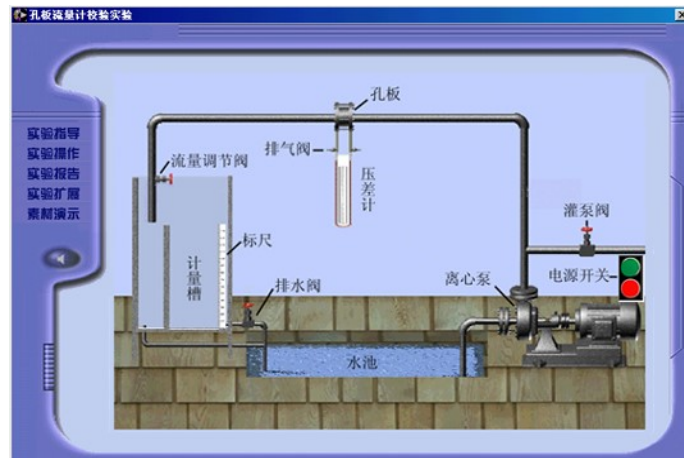 孔板流量计校验实验
实验指导
实验操作
实验报告
实验扩展
素材演示
孔板
排气阀
流量调节阀
压差计
灌泵阀
标尺
计量槽
排水阀
离心泵
电源开关
水池